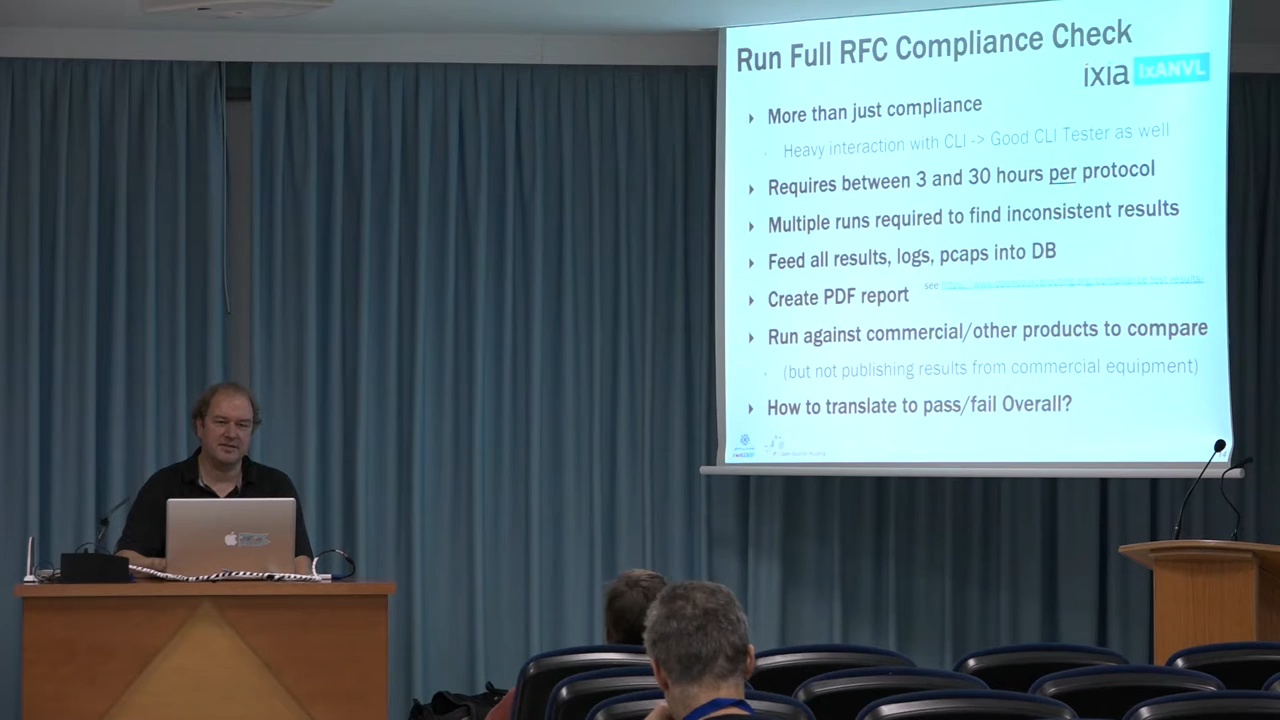 Run Full RFC Compliance Check
ixia IxANVL
More than just compliance
Heavy interaction with CLI -> Good CLI Tester as well
Requires between 3 and 30 hours per protocol
Multiple runs required to find inconsistent results
Feed all results, logs, pcaps into DB
Create PDF report
see
Run against commercial/other products to compare
(but not publishing results from commercial equipment)
How to translate to pass/fail Overall?
14